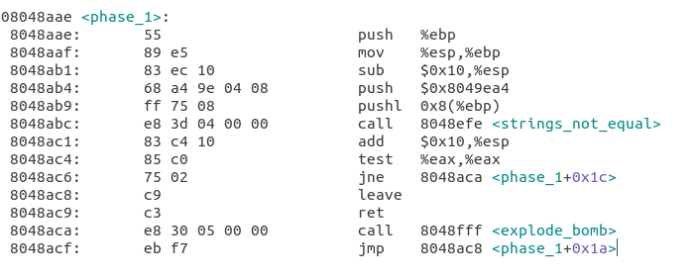 08048aae <phase_1>:
8048aae: 55 push %ebp
8048aaf: 89 e5 mov %esp,%ebp
8048ab1: 83 ec 10 sub $0x10,%esp
8048ab4: 68 a4 9e 04 08 push $0x8049ea4
8048ab9: ff 75 08 pushl 0x8(%ebp)
8048abc: e8 3d 04 00 00 call 8048efe <strings_not_equal>
8048ac1: 83 c4 10 add $0x10,%esp
8048ac4: 85 c0 test %eax,%eax
8048ac6: 75 02 jne 8048aca <phase_1+0x1c>
8048ac8: c9 leave
8048ac9: c3 ret
8048aca: e8 30 05 00 00 call 8048fff <explode_bomb>
8048acf: eb f7 jmp 8048ac8 <phase_1+0x1a>